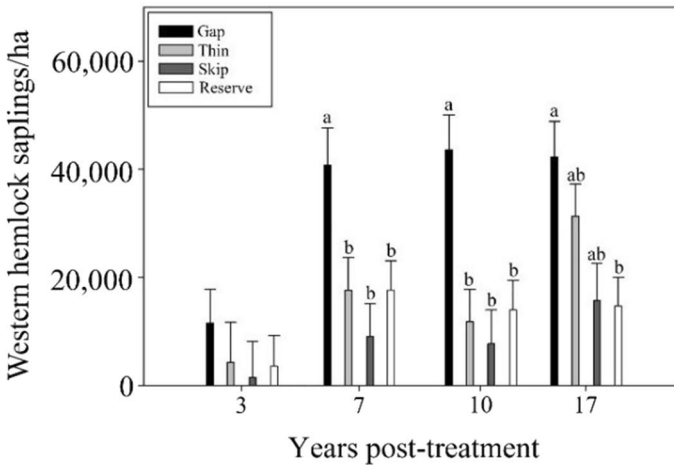 Western hemlock saplings/ha
60,000
40,000
20,000
0
Gap
Thin
Skip
Reserve
a
b
b
b
a
b
b
b
a
ab
ab
b
3 7 10 17
Years post-treatment